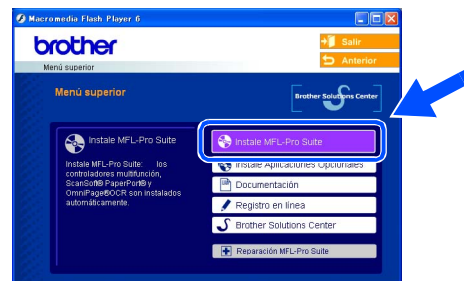 Macromedia Flash Player 6
brother
Salir
Anterior
Menú superior
Menú superior
Brother Solutions Center
Instale MFL-Pro Suite
Instale MFL-Pro Suite: los
controladores multifunción,
ScanSoft® PaperPort® y
OmniPage®OCR son instalados
automáticamente.
Instale MFL-Pro Suite
Instale Aplicaciones Opcionales
Documentación
Registro en línea
Brother Solutions Center
Reparación MFL-Pro Suite